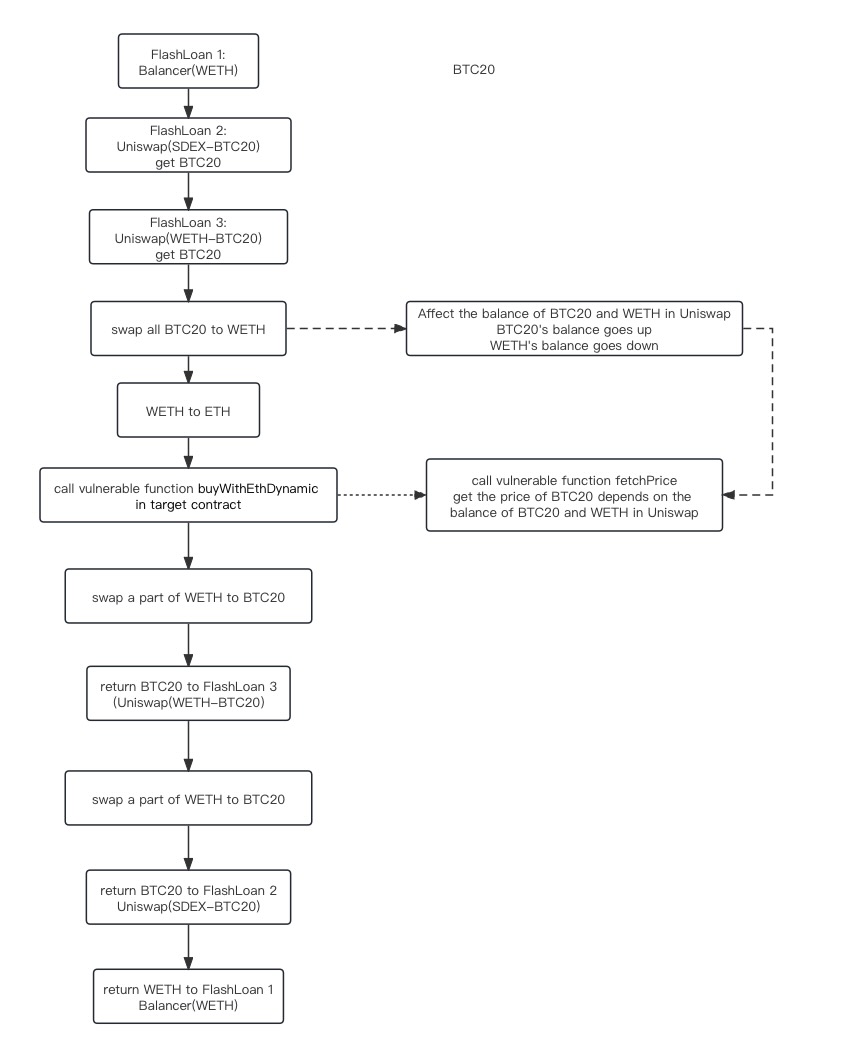 FlashLoan 1:
Balancer(WETH)
BTC20
FlashLoan 2:
Uniswap(SDEX-BTC20)
get BTC20
FlashLoan 3:
Uniswap(WETH-BTC20)
get BTC20
swap all BTC20 to WETH
Affect the balance of BTC20 and WETH in Uniswap
BTC20's balance goes up
WETH's balance goes down
WETH to ETH
call vulnerable function buyWithEthDynamic
in target contract
call vulnerable function fetchPrice
get the price of BTC20 depends on the
balance of BTC20 and WETH in Uniswap
swap a part of WETH to BTC20
return BTC20 to FlashLoan 3
(Uniswap(WETH-BTC20)
swap a part of WETH to BTC20
return BTC20 to FlashLoan 2
Uniswap(SDEX-BTC20)
return WETH to FlashLoan 1
Balancer(WETH)